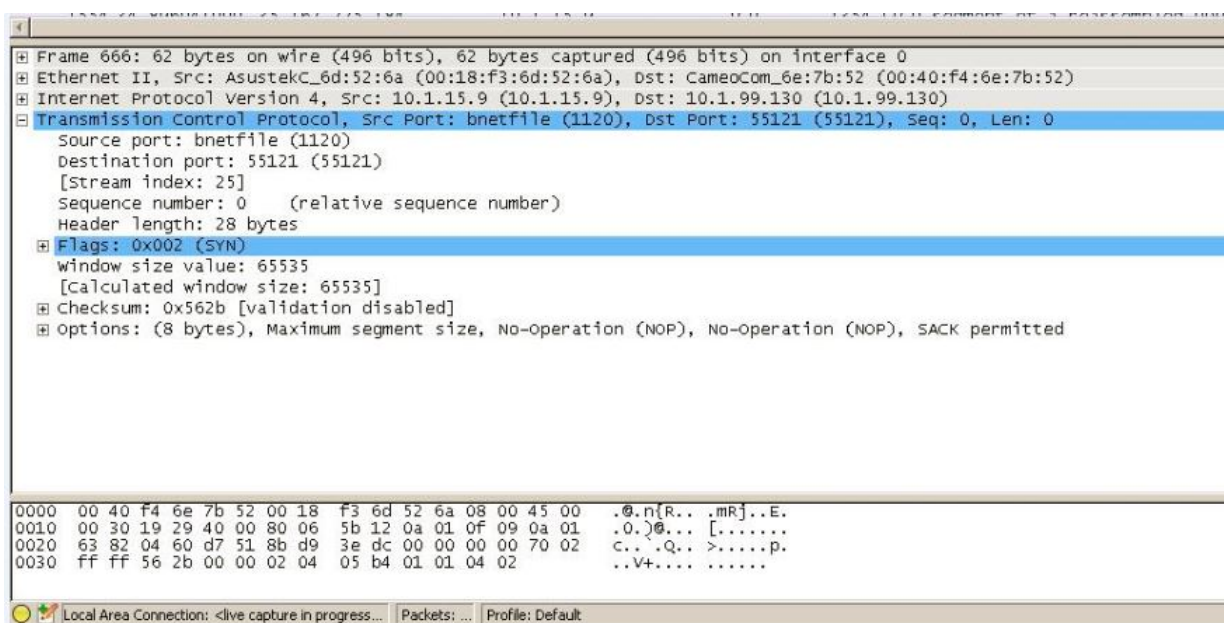 Frame 666: 62 bytes on wire (496 bits), 62 bytes captured (496 bits) on interface 0
Ethernet II, Src: AsustekC_6d:52:6a (00:18:f3:6d:52:6a), Dst: CameoCom_6e:7b:52 (00:40:f4:6e:7b:52)
Internet Protocol Version 4, Src: 10.1.15.9 (10.1.15.9), Dst: 10.1.99.130 (10.1.99.130)
Transmission Control Protocol, Src Port: bnetfile (1120), Dst Port: 55121 (55121), Seq: 0, Len: 0
Source port: bnetfile (1120)
Destination port: 55121 (55121)
[Stream index: 25]
Sequence number: 0 (relative sequence number)
Header length: 28 bytes
Flags: 0x002 (SYN)
Window size value: 65535
[Calculated window size: 65535]
Checksum: 0x562b [validation disabled]
Options: (8 bytes), Maximum segment size, No-Operation (NOP), No-Operation (NOP), SACK permitted
0000 00 40 f4 6e 7b 52 00 18 f3 6d 52 6a 08 00 45 00 .@.n{R.. .mRj..E.
0010 00 30 19 29 40 00 80 06 5b 12 0a 01 0f 09 0a 01 .0.)@... [.......
0020 63 82 04 60 d7 51 8b d9 3e dc 00 00 00 00 70 02 c..`.Q.. >.....p.
0030 ff ff 56 2b 00 00 02 04 05 b4 01 01 04 02 ..V+.... ......
Local Area Connection: <live capture in progress... Packets: ... Profile: Default